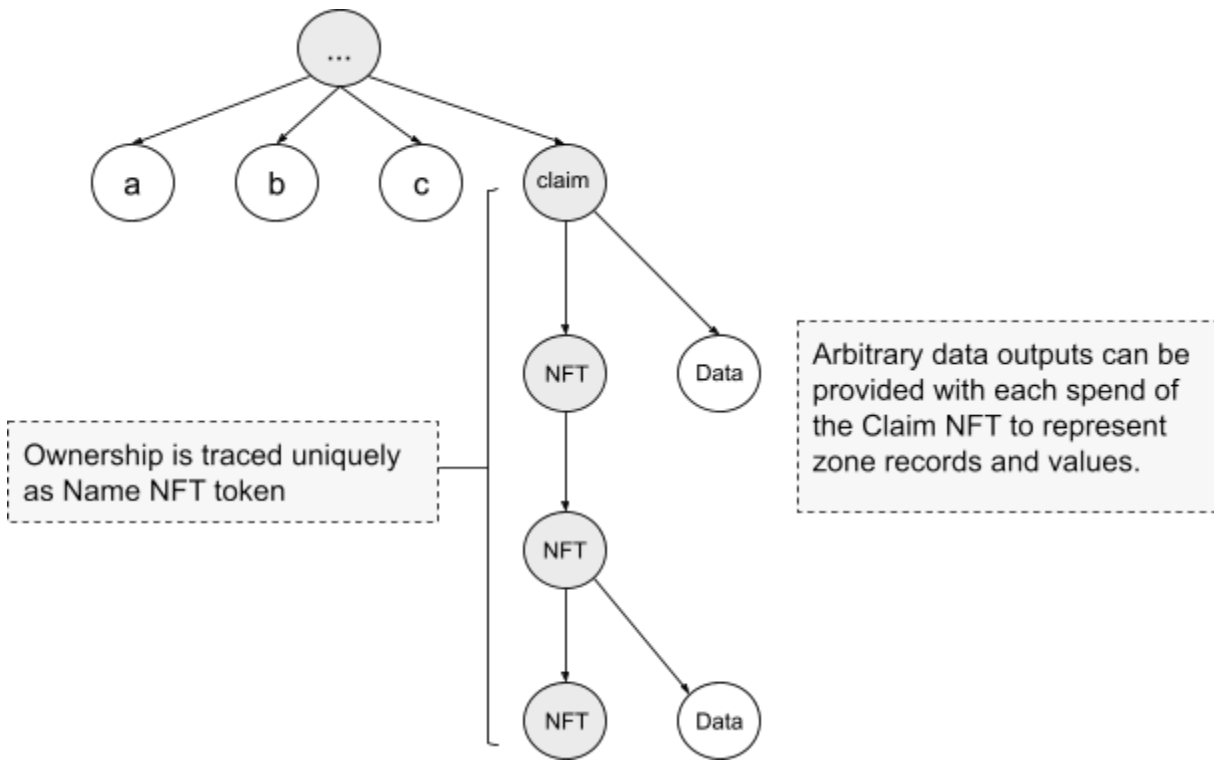 ...
a
b
c
claim
NFT
Data
Arbitrary data outputs can be
provided with each spend of
the Claim NFT to represent
zone records and values.
Ownership is traced uniquely
as Name NFT token
NFT
NFT
Data